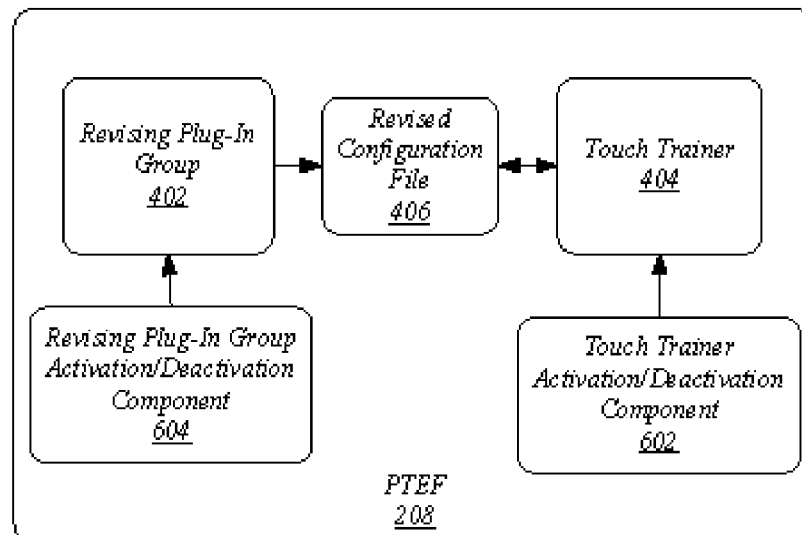 Revising Plug-In
Group
402
Revised
Configuration
File
406
Touch Trainer
404
Revising Plug-In Group
Activation/Deactivation
Component
604
Touch Trainer
Activation/Deactivation
Component
602
PTEF
208